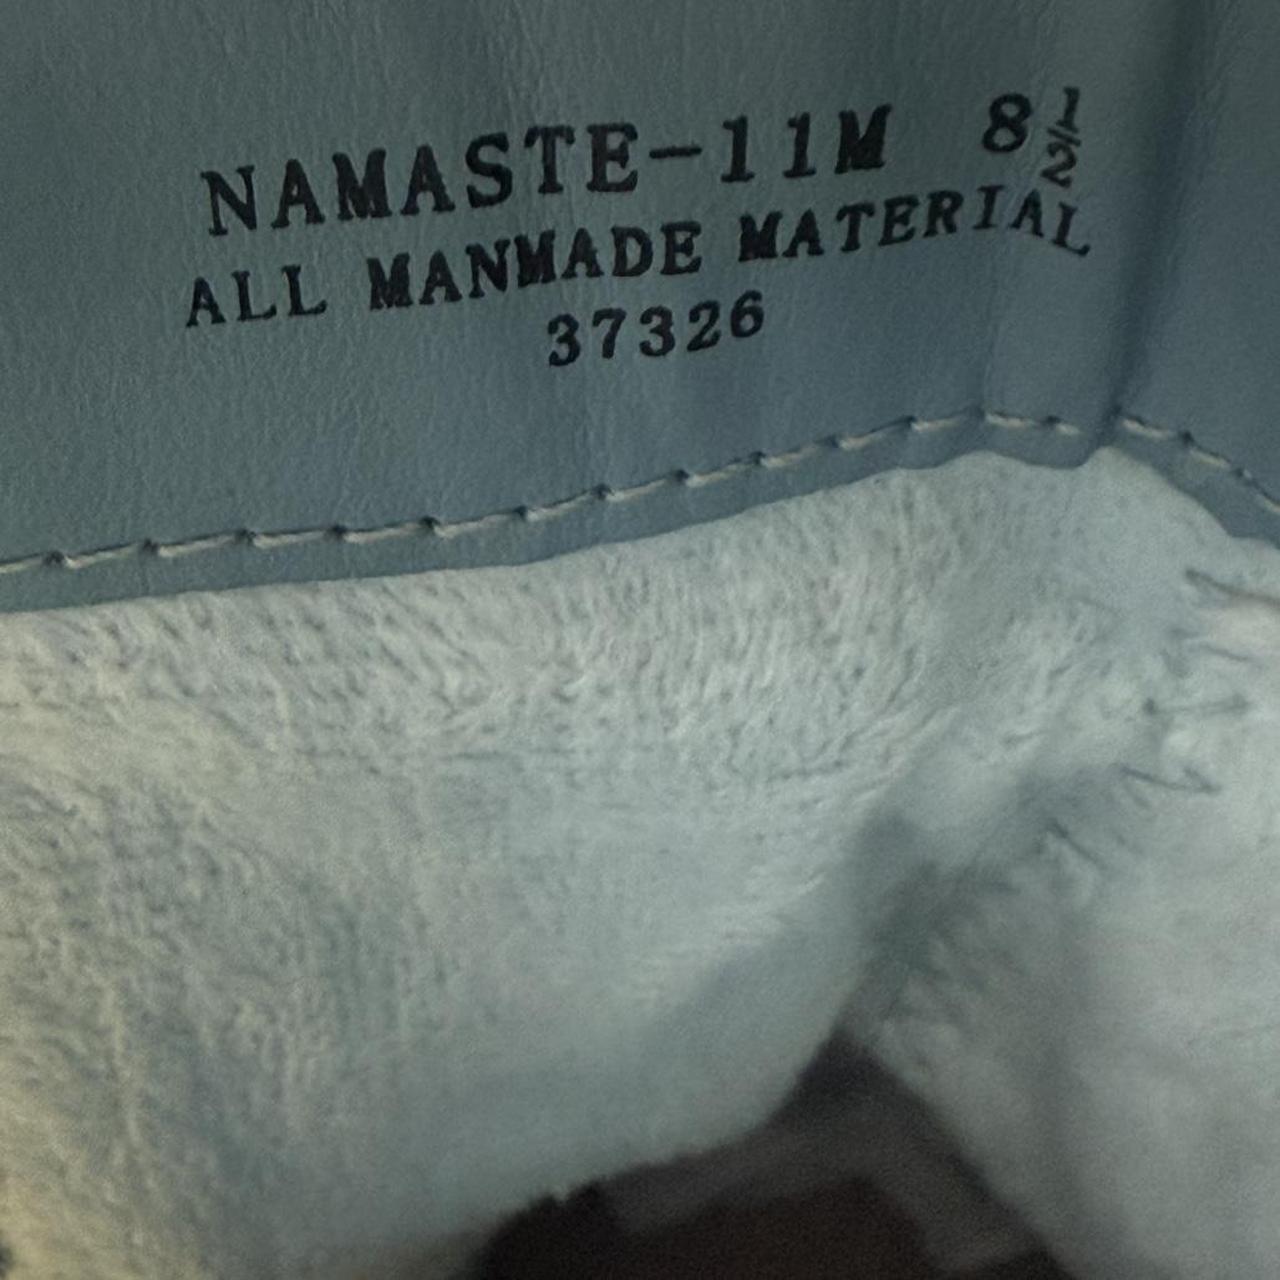 NAMASTE-11M 8½
ALL MANMADE MATERIAL
37326